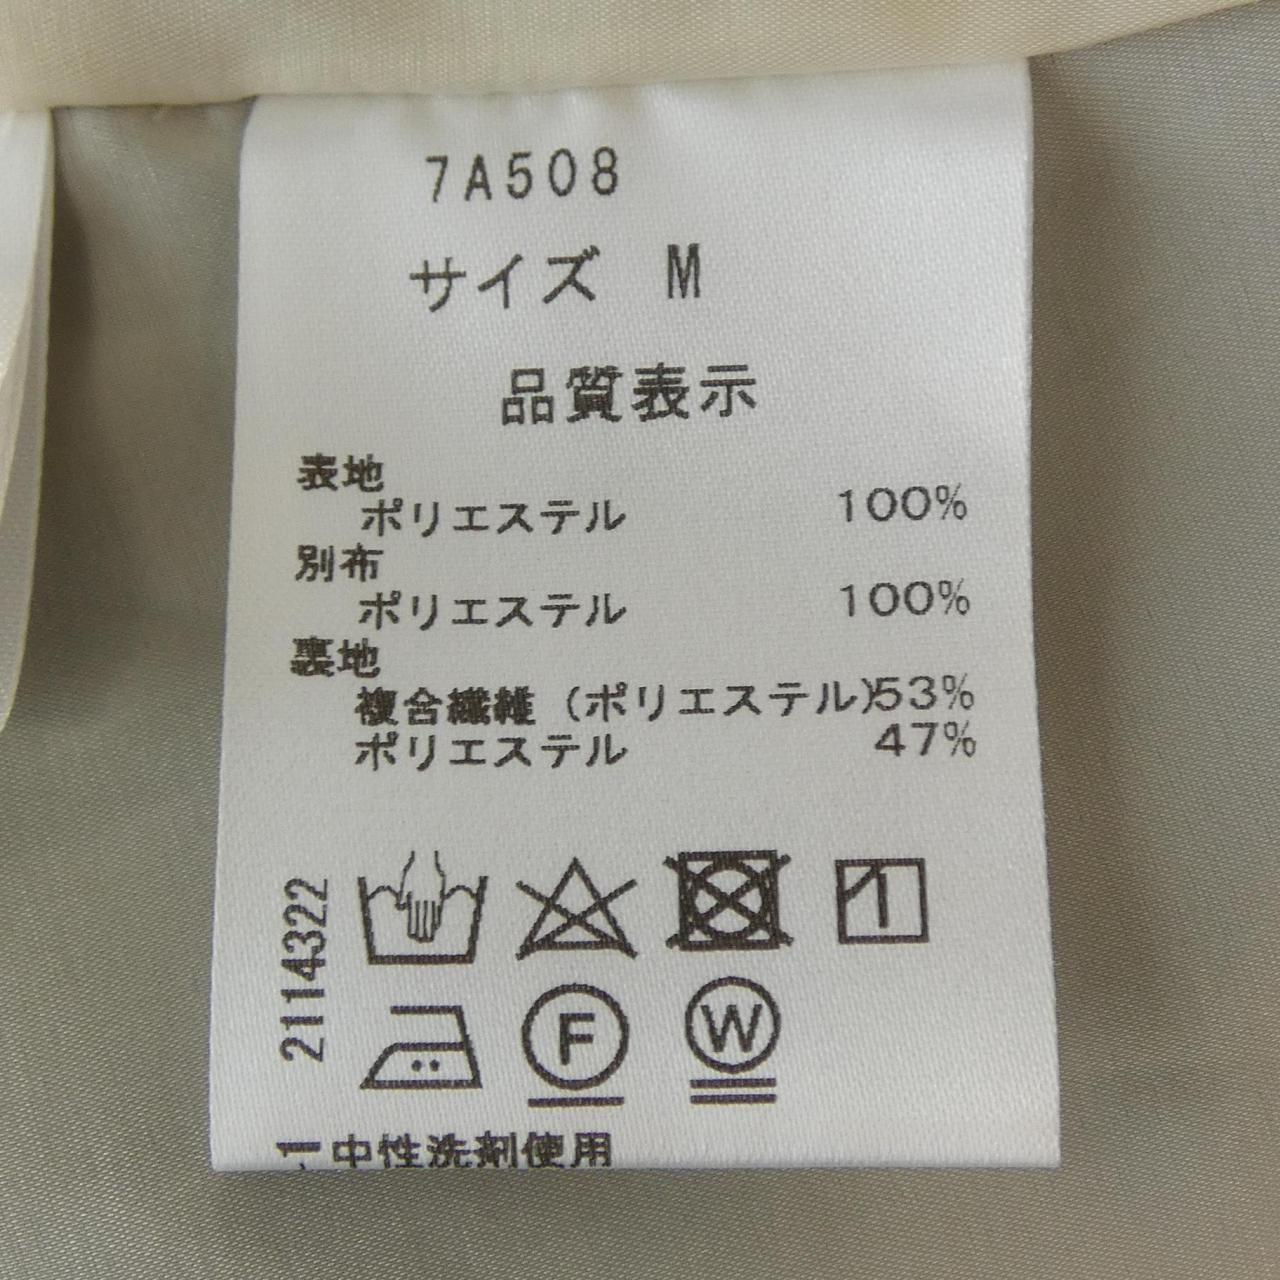 7A508
サイズ M
品質表示
表地
ポリエステル 100%
別布
ポリエステル 100%
裏地
複合繊維（ポリエステル)53%
ポリエステル 47%
2114322
F
W
中性洗剤使用